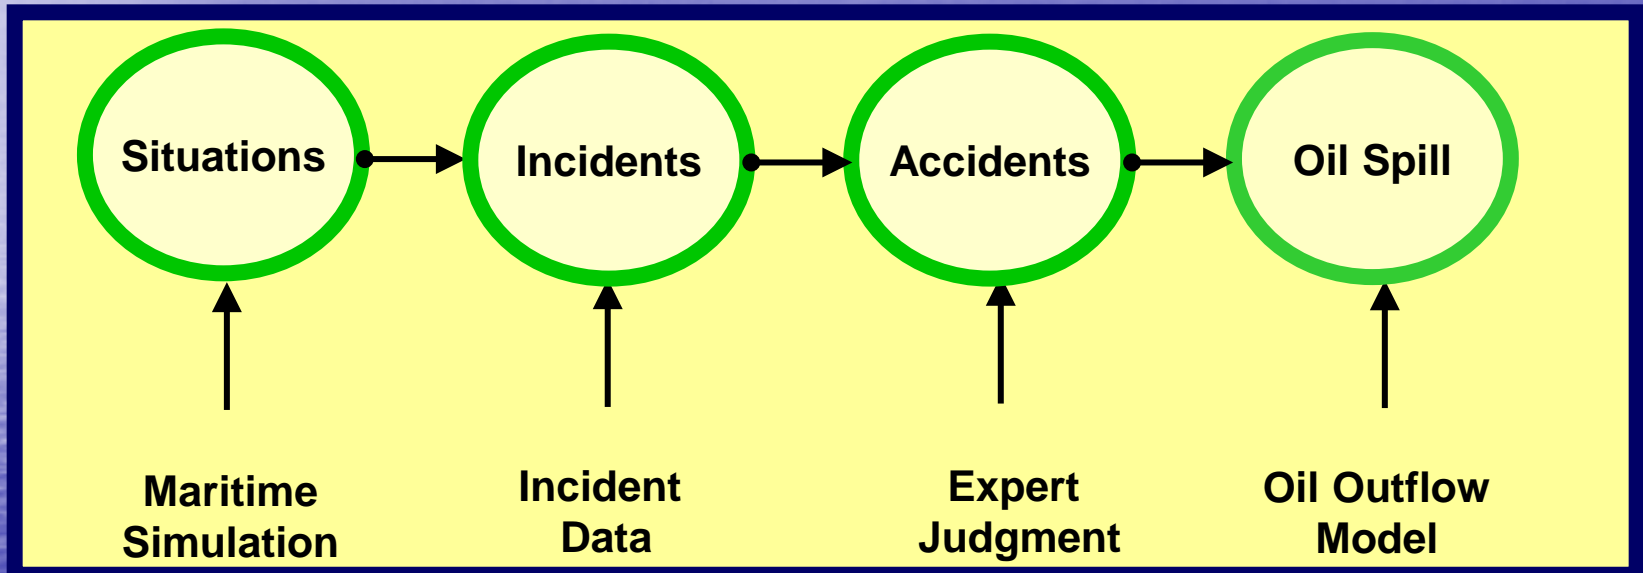 Situations
Incidents
Accidents
Oil Spill
Maritime
Simulation
Incident
Data
Expert
Judgment
Oil Outflow
Model